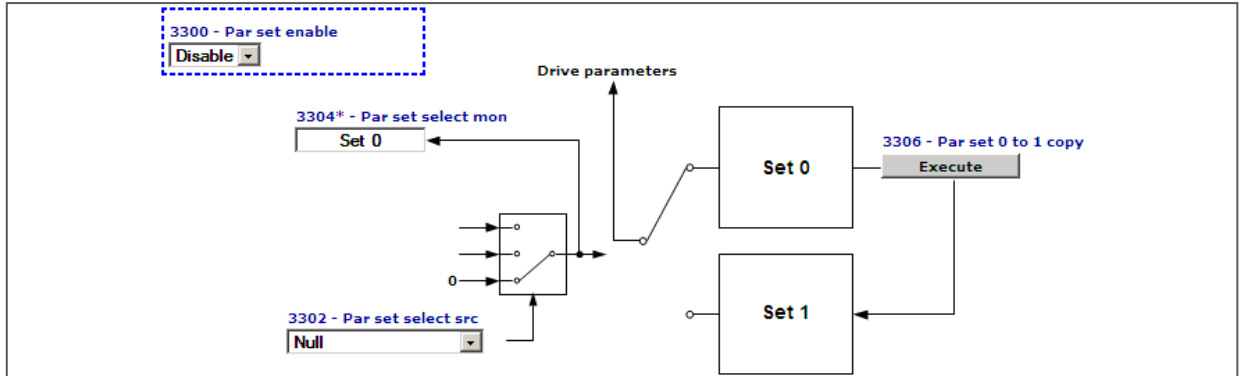 3300 - Par set enable
Disable
Drive parameters
3304* - Par set select mon
Set 0
Set 0
3306 - Par set 0 to 1 copy
Execute
0
3302 - Par set select src
Null
Set 1